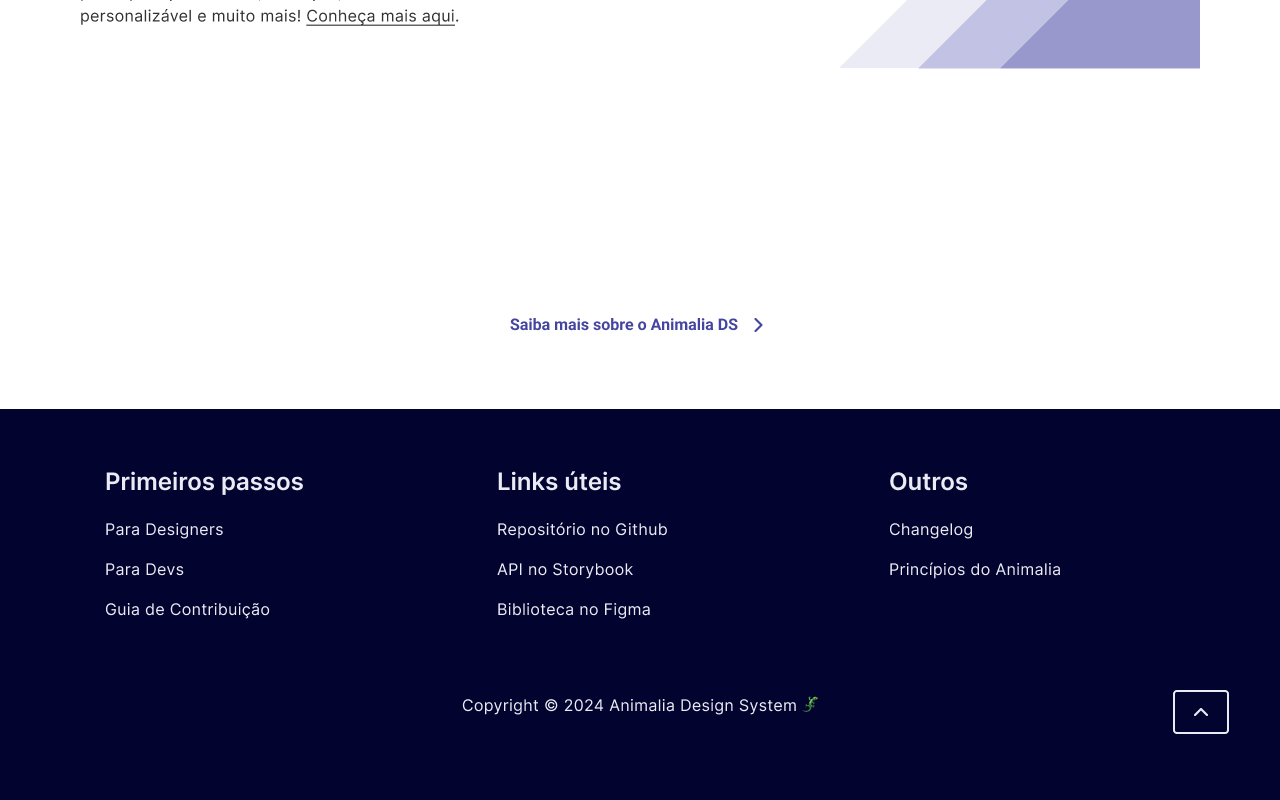 personalizável e muito mais! Conheça mais aqui.
Saiba mais sobre o Animalia DS
Primeiros passos
Para Designers
Para Devs
Guia de Contribuição
Links úteis
Repositório no Github
API no Storybook
Biblioteca no Figma
Outros
Changelog
Princípios do Animalia
Copyright © 2024 Animalia Design System 🦎